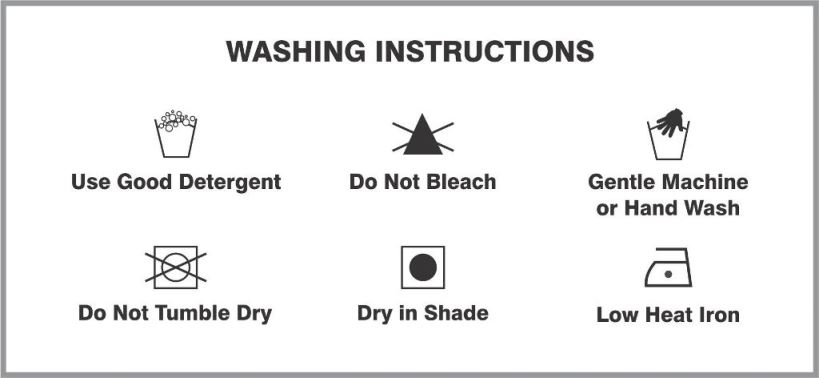 WASHING INSTRUCTIONS
Use Good Detergent
Do Not Bleach
Gentle Machine
or Hand Wash
Do Not Tumble Dry
Dry in Shade
Low Heat Iron